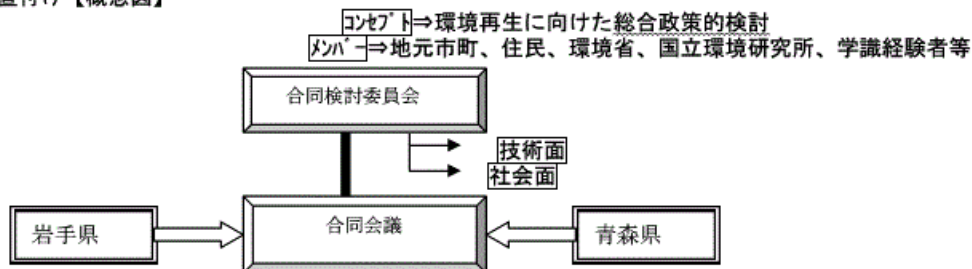 【概念図】
コンセプト⇒環境再生に向けた総合政策的検討
メンバー⇒地元市町、住民、環境省、国立環境研究所、学識経験者等
合同検討委員会
技術面
社会面
岩手県
合同会議
青森県